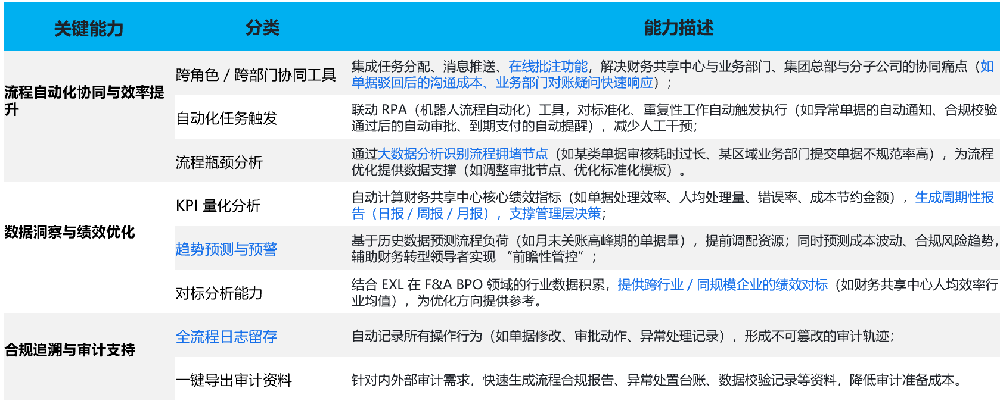 关键能力 分类 能力描述
流程自动化协同与效率提
升
跨角色 / 跨部门协同工具
集成任务分配、消息推送、在线批注功能，解决财务共享中心与业务部门、集团总部与分子公司的协同痛点（如
单据驳回后的沟通成本、业务部门对账疑问快速响应）；
自动化任务触发
联动 RPA（机器人流程自动化）工具，对标准化、重复性工作自动触发执行（如异常单据的自动通知、合规校验
通过后的自动审批、到期支付的自动提醒），减少人工干预；
流程瓶颈分析
通过大数据分析识别流程拥堵节点（如某类单据审核耗时过长、某区域业务部门提交单据不规范率高），为流程
优化提供数据支撑（如调整审批节点、优化标准化模板）。
数据洞察与绩效优化
KPI 量化分析
自动计算财务共享中心核心绩效指标（如单据处理效率、人均处理量、错误率、成本节约金额），生成周期性报
告（日报 / 周报 / 月报），支撑管理层决策；
趋势预测与预警
基于历史数据预测流程负荷（如月末关账高峰期的单据量），提前调配资源；同时预测成本波动、合规风险趋势，
辅助财务转型领导者实现 “前瞻性管控”；
对标分析能力
结合 EXL 在 F&A BPO 领域的行业数据积累，提供跨行业 / 同规模企业的绩效对标（如财务共享中心人均效率行
业均值），为优化方向提供参考。
合规追溯与审计支持
全流程日志留存
自动记录所有操作行为（如单据修改、审批动作、异常处理记录），形成不可篡改的审计轨迹；
一键导出审计资料
针对内外部审计需求，快速生成流程合规报告、异常处置台账、数据校验记录等资料，降低审计准备成本。